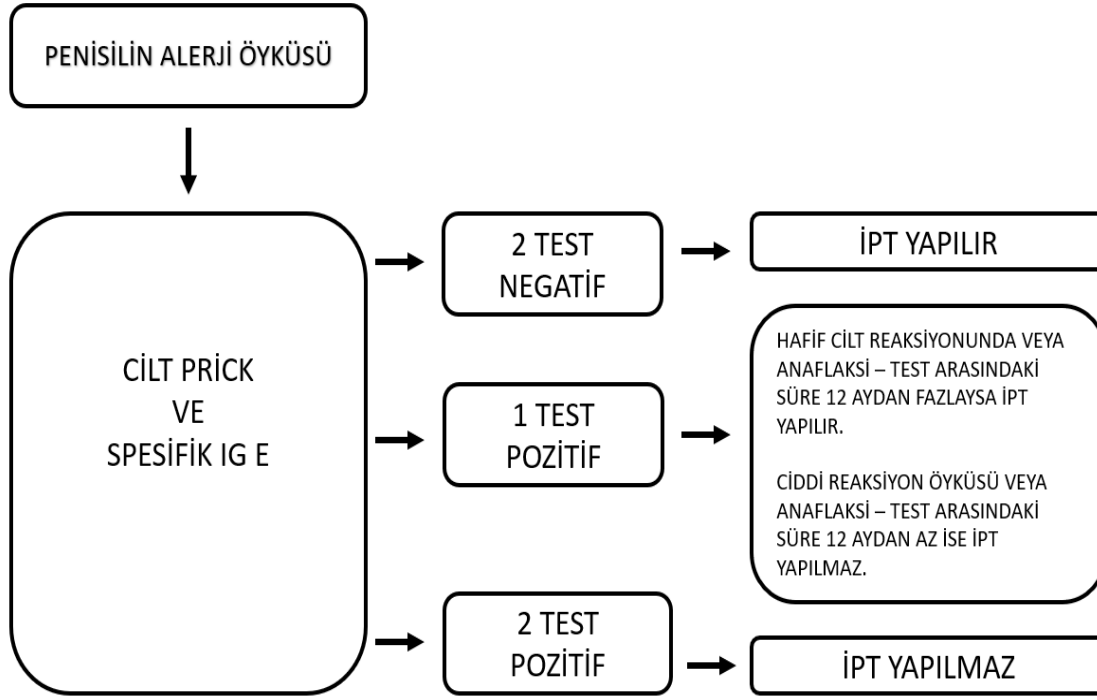 PENİSİLİN ALERJİ ÖYKÜSÜ
CİLT PRİCK
VE
SPESİFİK IG E
2 TEST
NEGATİF
İPT YAPILIR
1 TEST
POZİTİF
HAFİF CİLT REAKSİYONUNDA VEYA
ANAFLAKSİ – TEST ARASINDAKİ
SÜRE 12 AYDAN FAZLAYSA İPT
YAPILIR.
CİDDİ REAKSİYON ÖYKÜSÜ VEYA
ANAFLAKSİ – TEST ARASINDAKİ
SÜRE 12 AYDAN AZ İSE İPT
YAPILMAZ.
2 TEST
POZİTİF
İPT YAPILMAZ